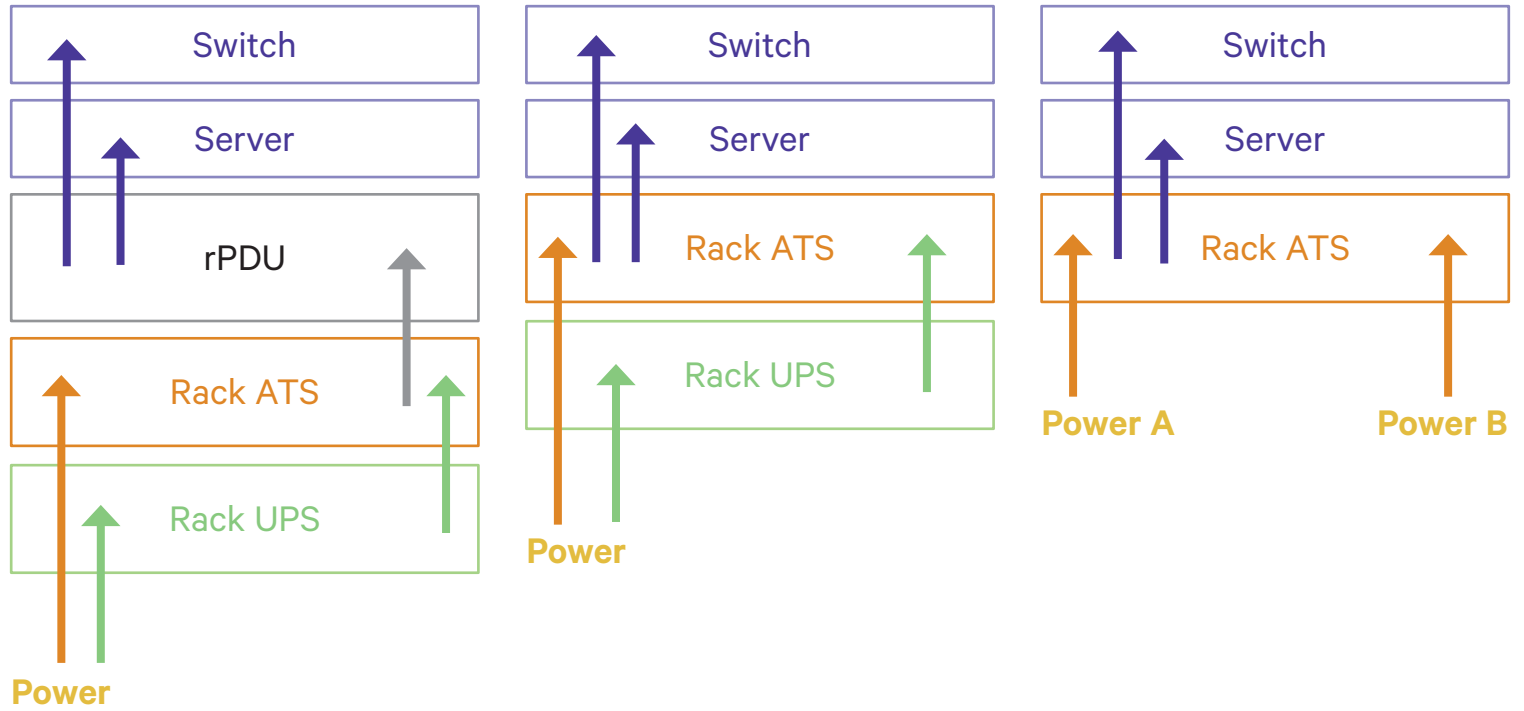 Switch
Server
rPDU
Rack ATS
Rack UPS
Power
Switch
Server
Rack ATS
Rack UPS
Power
Switch
Server
Rack ATS
Power A
Power B